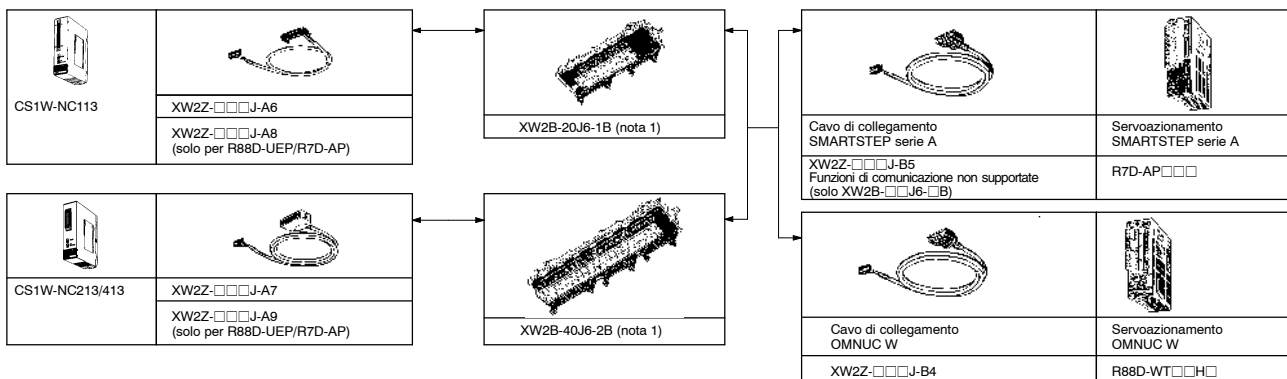 CS1W-NC113
XW2Z-□□□J-A6
XW2Z-□□□J-A8
(solo per R88D-UEP/R7D-AP)
XW2B-20J6-1B (nota 1)
Cavo di collegamento
SMARTSTEP serie A
Servoazionamento
SMARTSTEP serie A
XW2Z-□□□J-B5
Funzioni di comunicazione non supportate
(solo XW2B-□□J6-□B)
R7D-AP□□□
CS1W-NC213/413
XW2Z-□□□J-A7
XW2Z-□□□J-A9
(solo per R88D-UEP/R7D-AP)
XW2B-40J6-2B (nota 1)
Cavo di collegamento
OMNUC W
Servoazionamento
OMNUC W
XW2Z-□□□J-B4
R88D-WT□□H□